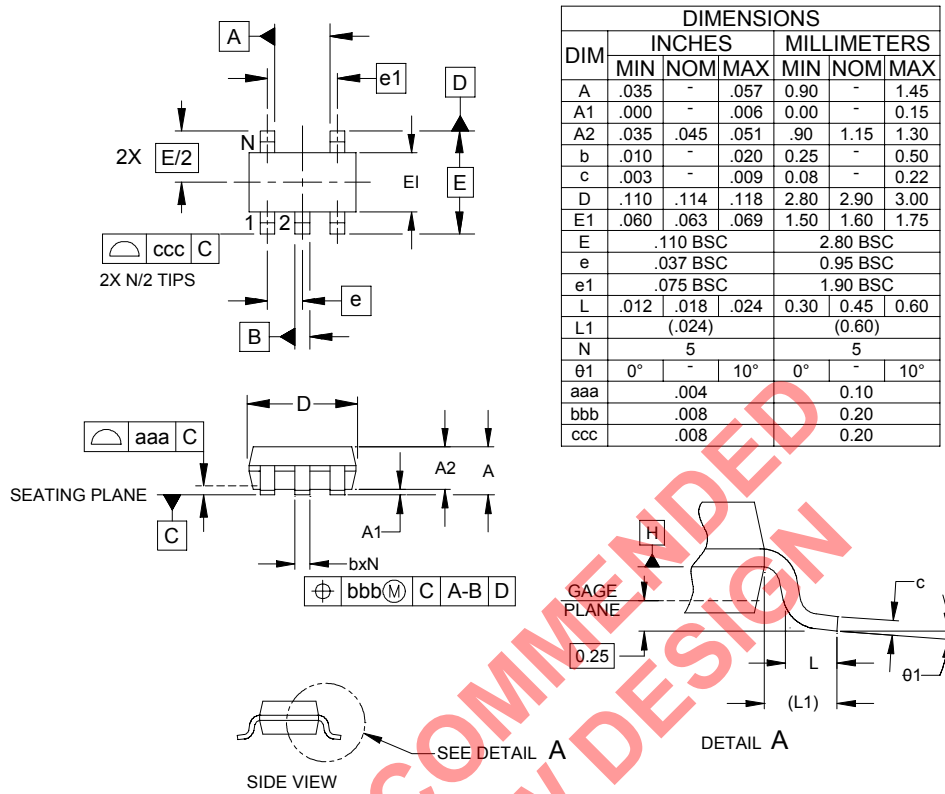 DIMENSIONS
DIM INCHES MILLIMETERS
MIN NOM MAX MIN NOM MAX
A .035 - .057 0.90 - 1.45
A1 .000 - .006 0.00 - 0.15
A2 .035 .045 .051 .90 1.15 1.30
b .010 - .020 0.25 - 0.50
c .003 - .009 0.08 - 0.22
D .110 .114 .118 2.80 2.90 3.00
E1 .060 .063 .069 1.50 1.60 1.75
E .110 BSC 2.80 BSC
e .037 BSC 0.95 BSC
e1 .075 BSC 1.90 BSC
L .012 .018 .024 0.30 0.45 0.60
L1 (.024) (0.60)
N 5 5
θ1 0° - 10° 0° - 10°
aaa .004 0.10
bbb .008 0.20
ccc .008 0.20
A
e1
D
N
2X E/2
EI
E
1 2
⌓ ccc C
2X N/2 TIPS
e
B
D
⌓ aaa C
A2 A
SEATING PLANE
C
A1
bxN
⌖ bbbⓂ C A-B D
H
GAGE
PLANE
c
0.25
L
θ1
(L1)
DETAIL A
SEE DETAIL A
SIDE VIEW
COMMENDED
W DESIGN